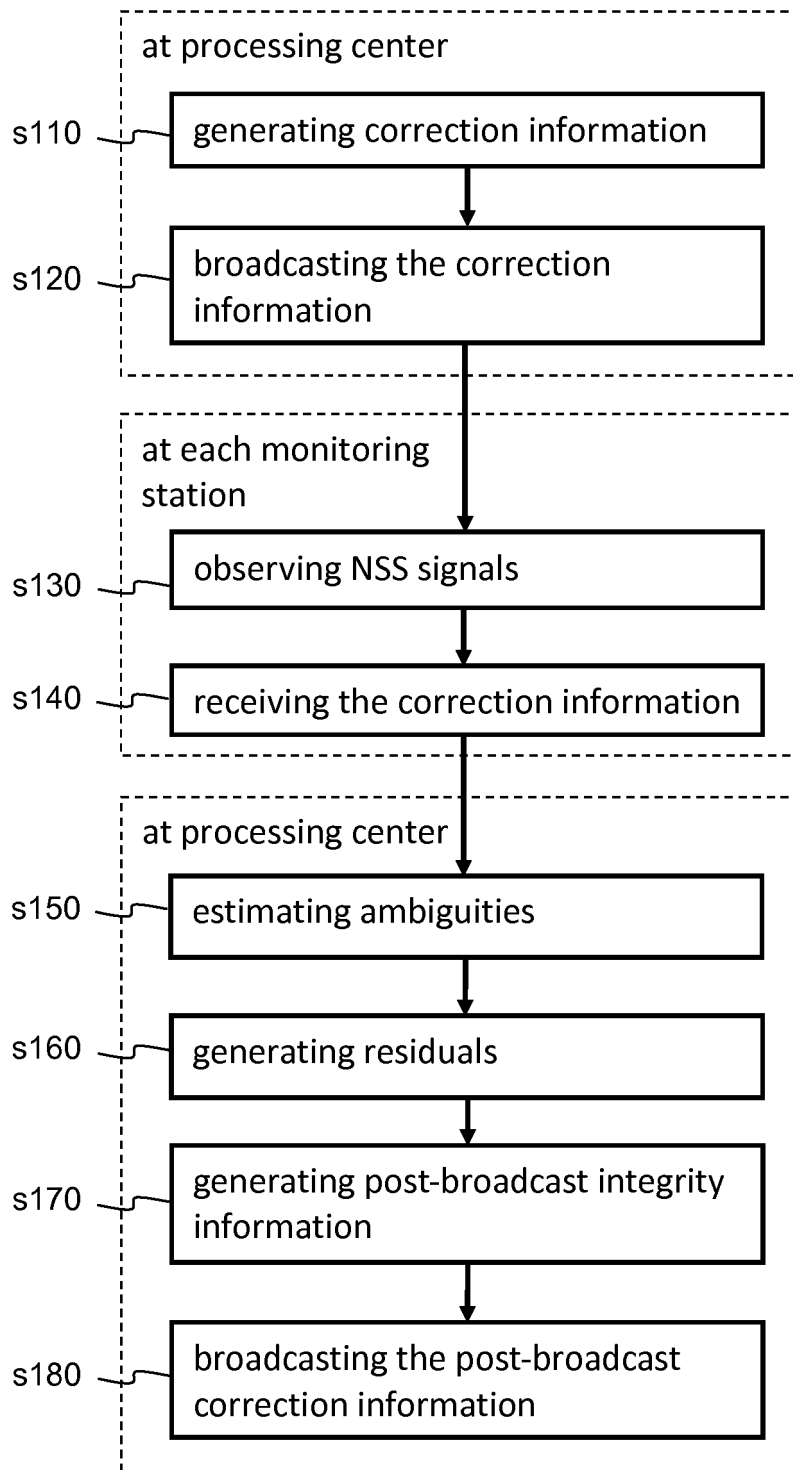 at processing center
s110
generating correction information
s120
broadcasting the correction
information
at each monitoring
station
s130
observing NSS signals
s140
receiving the correction information
at processing center
s150
estimating ambiguities
s160
generating residuals
s170
generating post-broadcast integrity
information
s180
broadcasting the post-broadcast
correction information